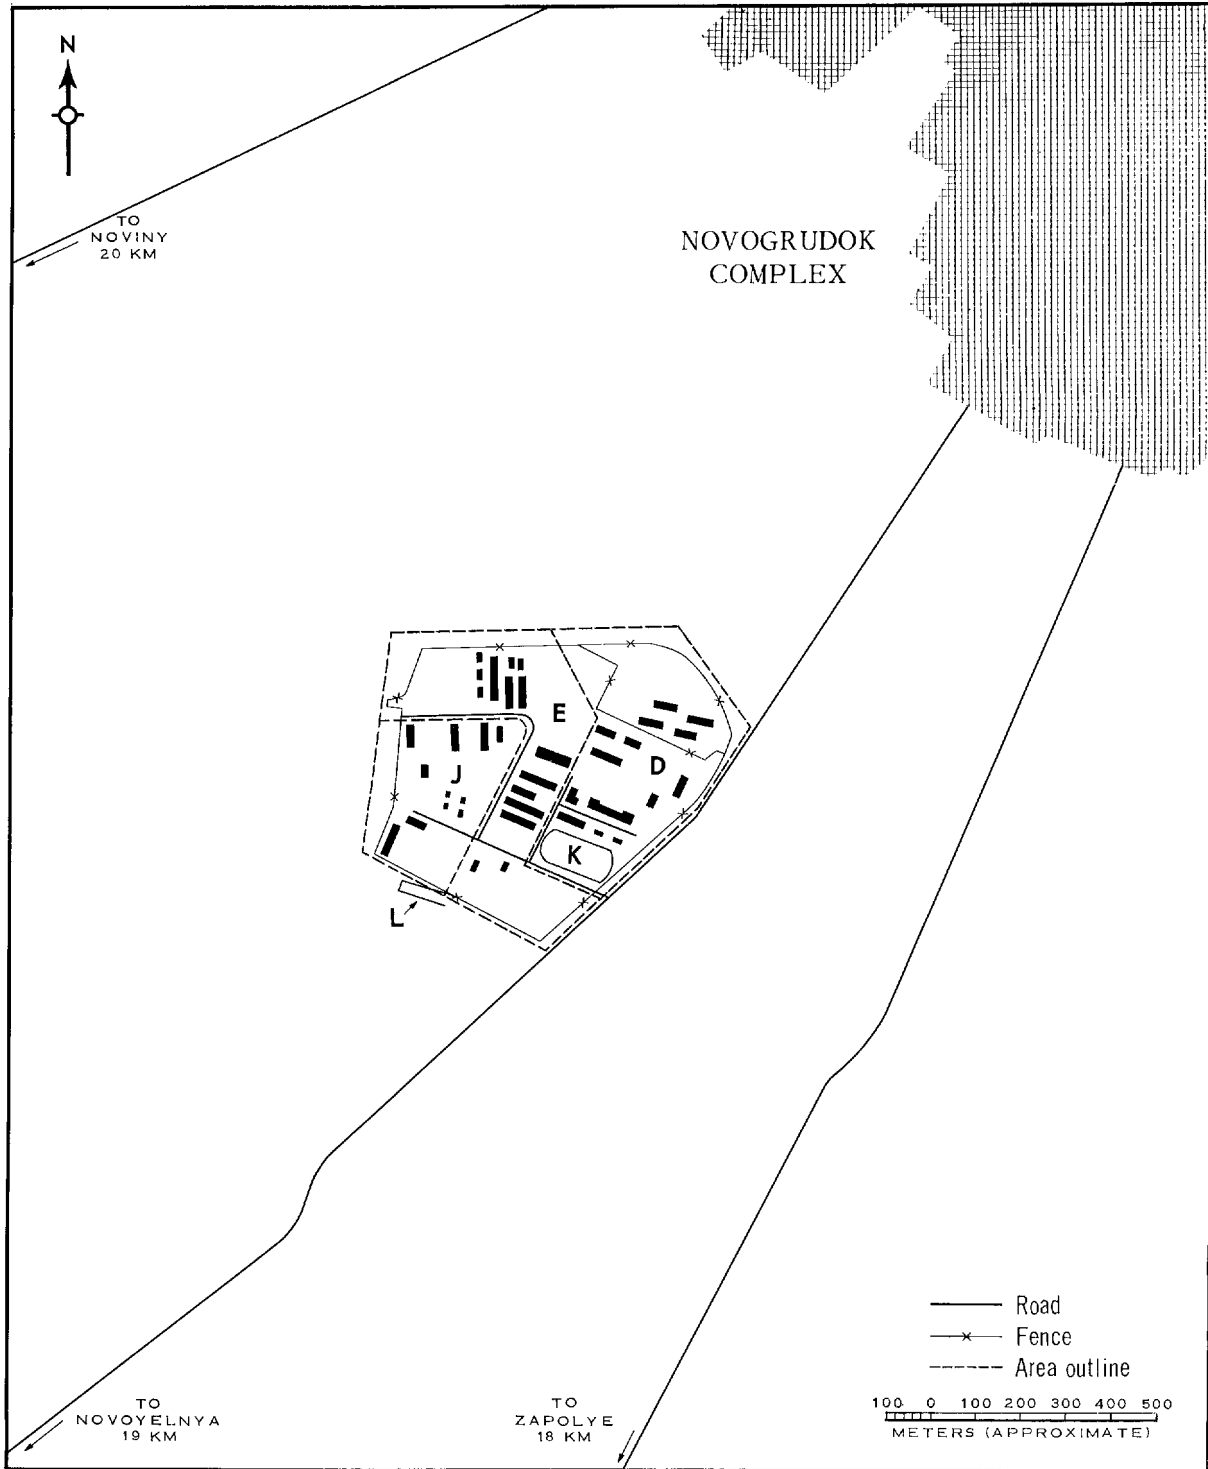 N
TO
NOVINY
20 KM
NOVOGRUDOK
COMPLEX
E
D
J
K
L
Road
Fence
Area outline
TO
NOVOYELNYA
19 KM
TO
ZAPOLYE
18 KM
100 0 100 200 300 400 500
METERS (APPROXIMATE)